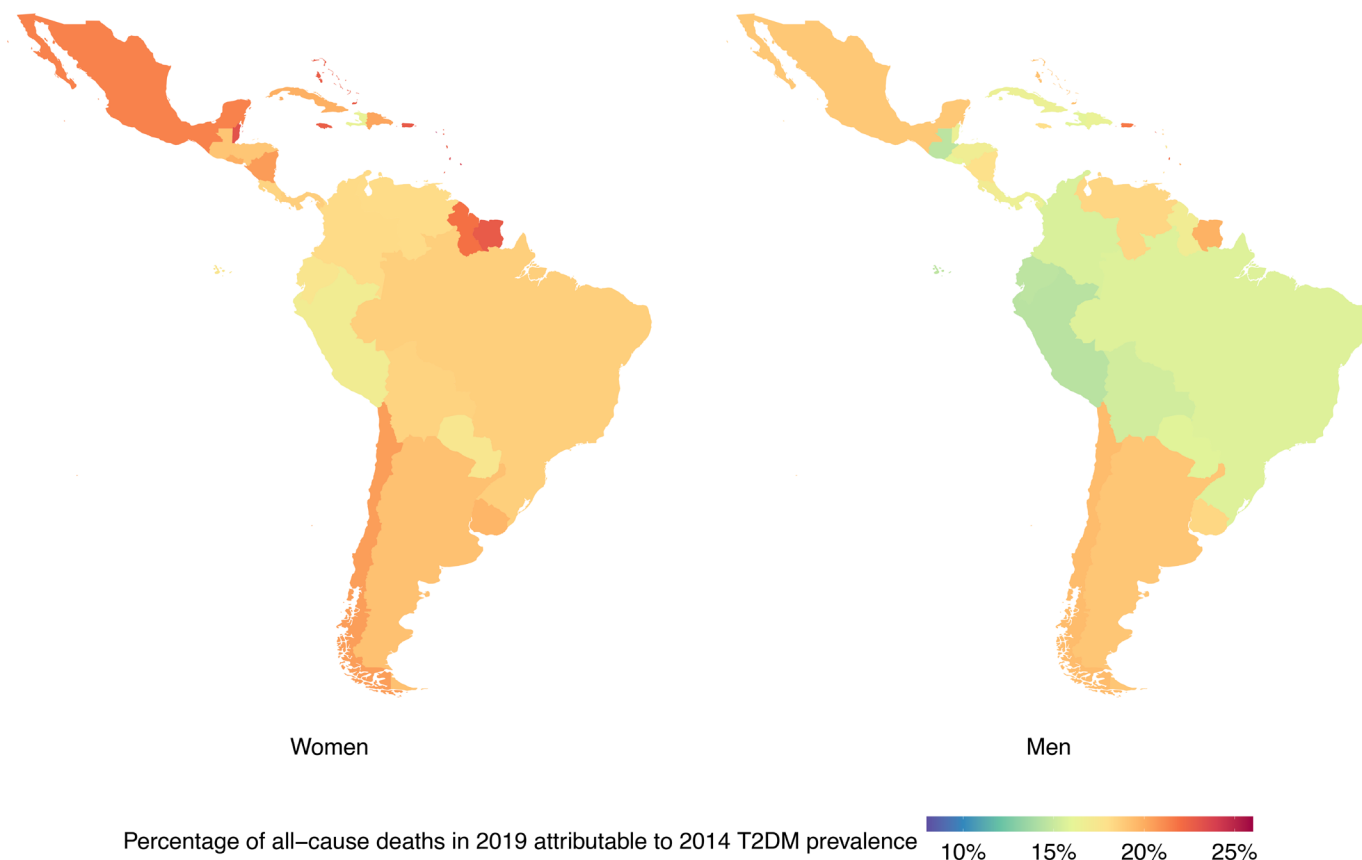 Women
Men
Percentage of all−cause deaths in 2019 attributable to 2014 T2DM prevalence
10% 15% 20% 25%